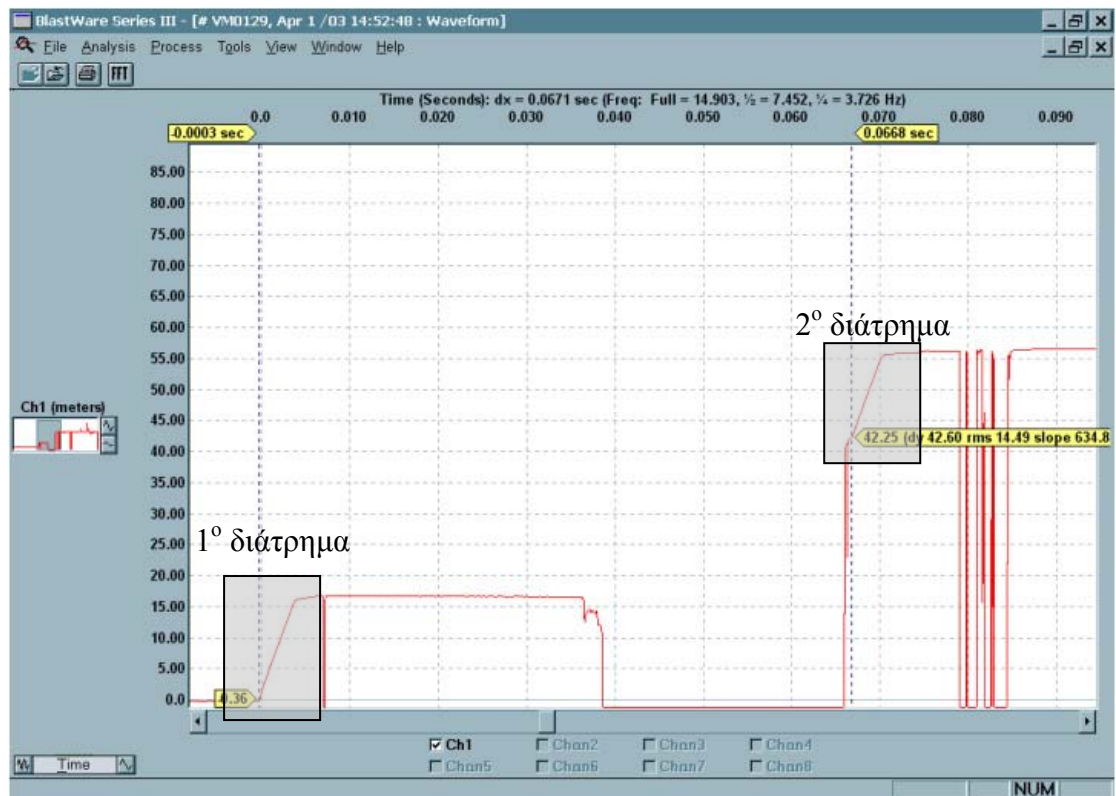 BlastWare Series III - [# VM0129, Apr 1 /03 14:52:48 : Waveform]
File Analysis Process Tools View Window Help
FFT
Time (Seconds): dx = 0.0671 sec (Freq: Full = 14.903, ½ = 7.452, ¼ = 3.726 Hz)
0.0 0.010 0.020 0.030 0.040 0.050 0.060 0.070 0.080 0.090
-0.0003 sec 0.0668 sec
85.00
80.00
75.00
70.00
65.00
60.00
2ο διάτρημα
55.00
50.00
Ch1 (meters)
45.00
42.25 (dy 42.60 rms 14.49 slope 634.8
40.00
35.00
30.00
1ο διάτρημα
25.00
20.00
15.00
10.00
5.00
0.0
-0.36
Ch1 Chan2 Chan3 Chan4
Time
Chan5 Chan6 Chan7 Chan8
NUM